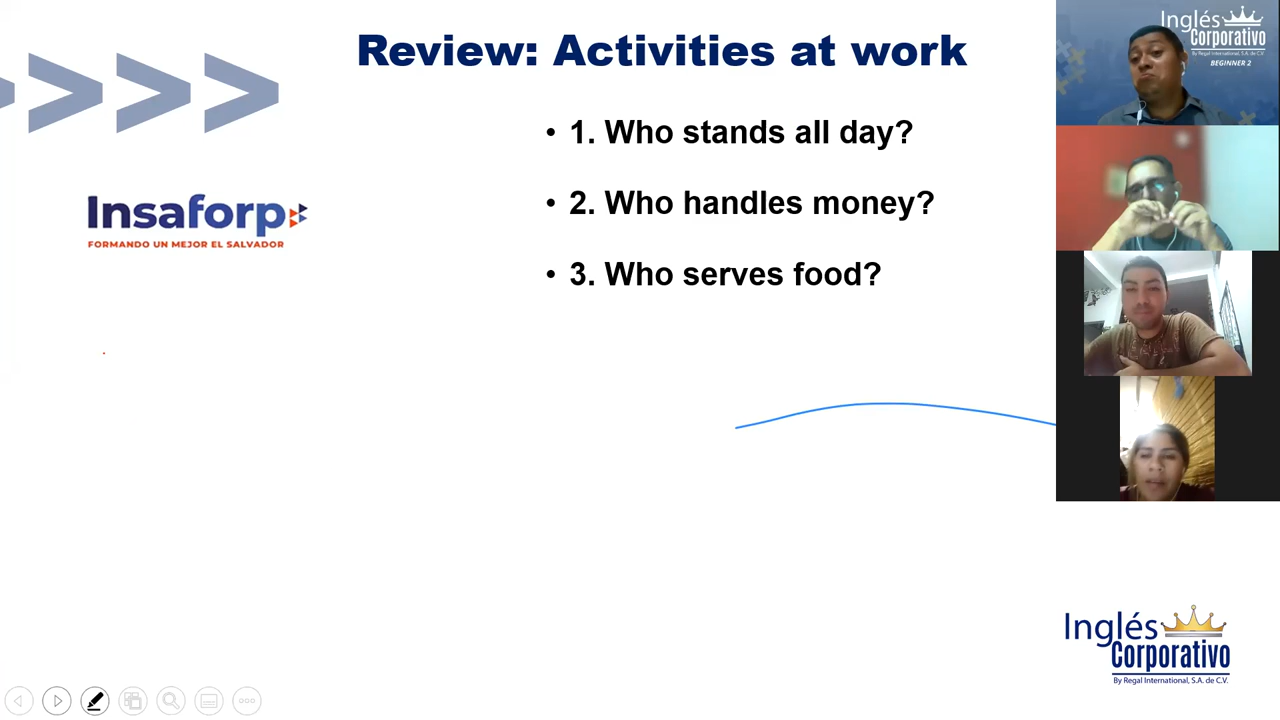 Review: Activities at work
• 1. Who stands all day?
• 2. Who handles money?
• 3. Who serves food?
Insaforp
FORMANDO UN MEJOR EL SALVADOR
Inglés
Corporativo
By Regal International, S.A. de C.V.
BEGINNER 2
Inglés
Corporativo
By Regal International, S.A. de C.V.